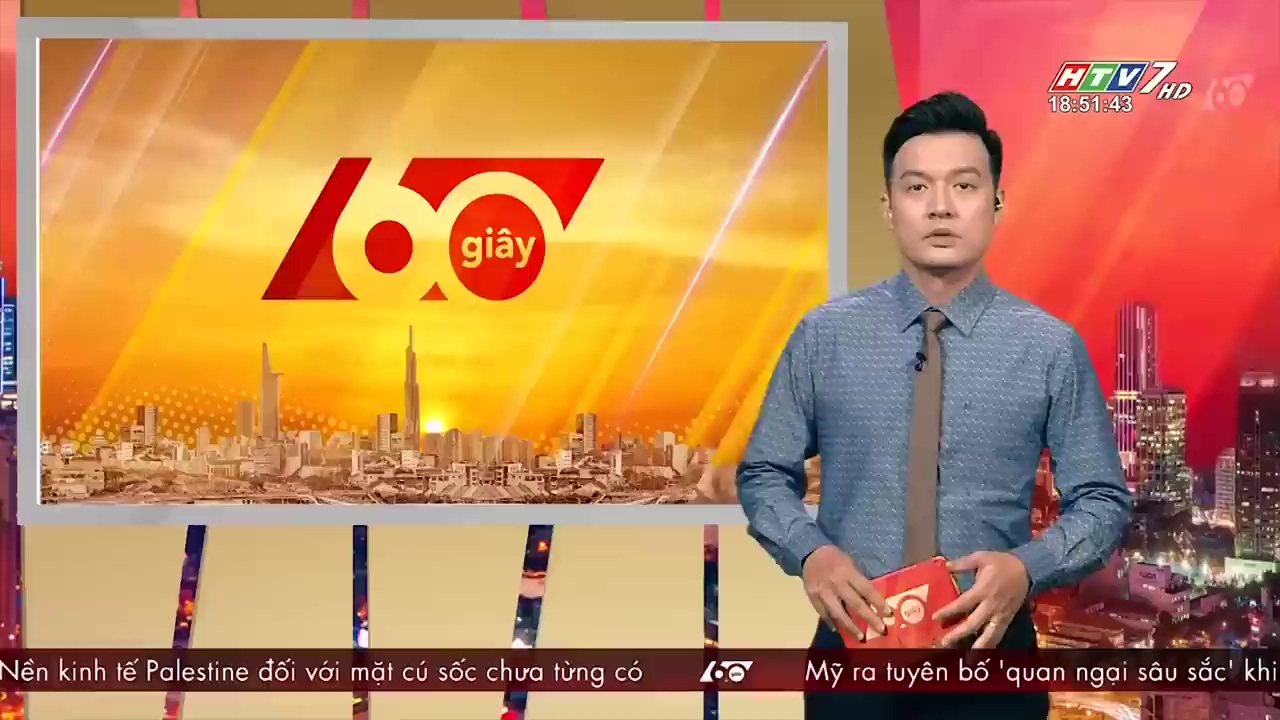 HTV7 HD
18:51:43
60 giây
giây
Nền kinh tế Palestine đối với mặt cú sốc chưa từng có
60 giây
Mỹ ra tuyên bố 'quan ngại sâu sắc' khi